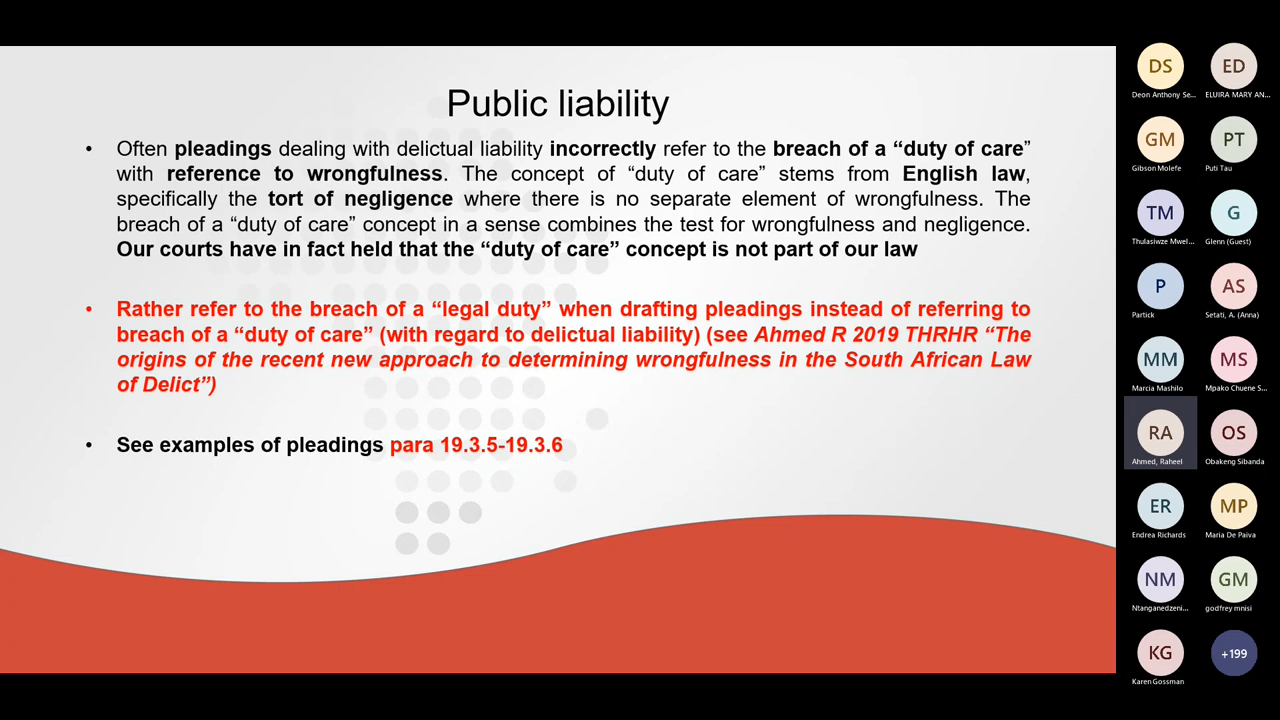 Public liability
• Often pleadings dealing with delictual liability incorrectly refer to the breach of a “duty of care”
with reference to wrongfulness. The concept of “duty of care” stems from English law,
specifically the tort of negligence where there is no separate element of wrongfulness. The
breach of a “duty of care” concept in a sense combines the test for wrongfulness and negligence.
Our courts have in fact held that the “duty of care” concept is not part of our law
• Rather refer to the breach of a “legal duty” when drafting pleadings instead of referring to
breach of a “duty of care” (with regard to delictual liability) (see Ahmed R 2019 THRHR “The
origins of the recent new approach to determining wrongfulness in the South African Law
of Delict”)
• See examples of pleadings para 19.3.5-19.3.6
DS
Deon Anthony Se...
ED
ELUIRA MARY AN...
GM
Gibson Molefe
PT
Puti Tau
TM
Thulasiwze Mwel...
G
Glenn (Guest)
P
Partick
AS
Setati, A. (Anna)
MM
Marcia Mashilo
MS
Mpako Chuene S...
RA
Ahmed, Raheel
OS
Obakeng Sibanda
ER
Endrea Richards
MP
Maria De Paiva
NM
Ntanganedzeni...
GM
godfrey mnisi
KG
Karen Gossman
+199